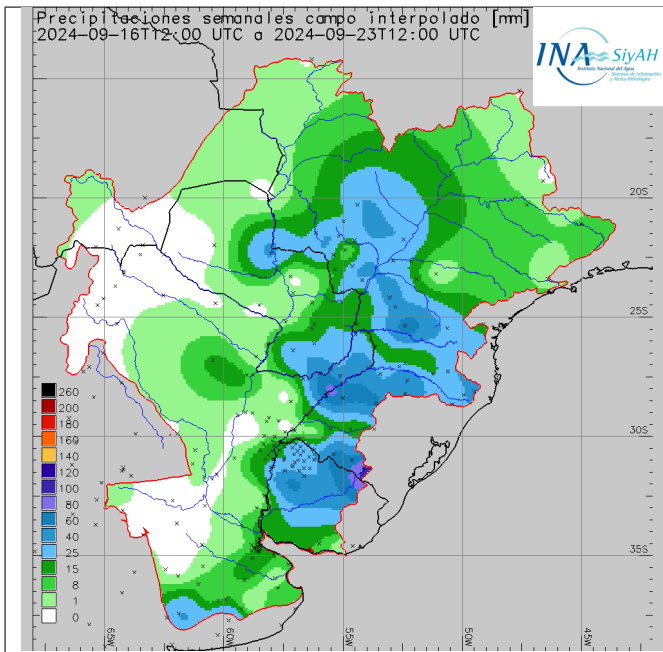 Precipitaciones semanales campo interpolado [mm]
2024-09-16T12:00 UTC a 2024-09-23T12:00 UTC
INA SiyAH
Instituto Nacional del Agua
Sistemas de Información
y Alerta Hidrológico
20S
25S
30S
35S
260
200
180
160
140
120
100
80
60
40
25
15
8
1
0
65W
60W
55W
50W
45W